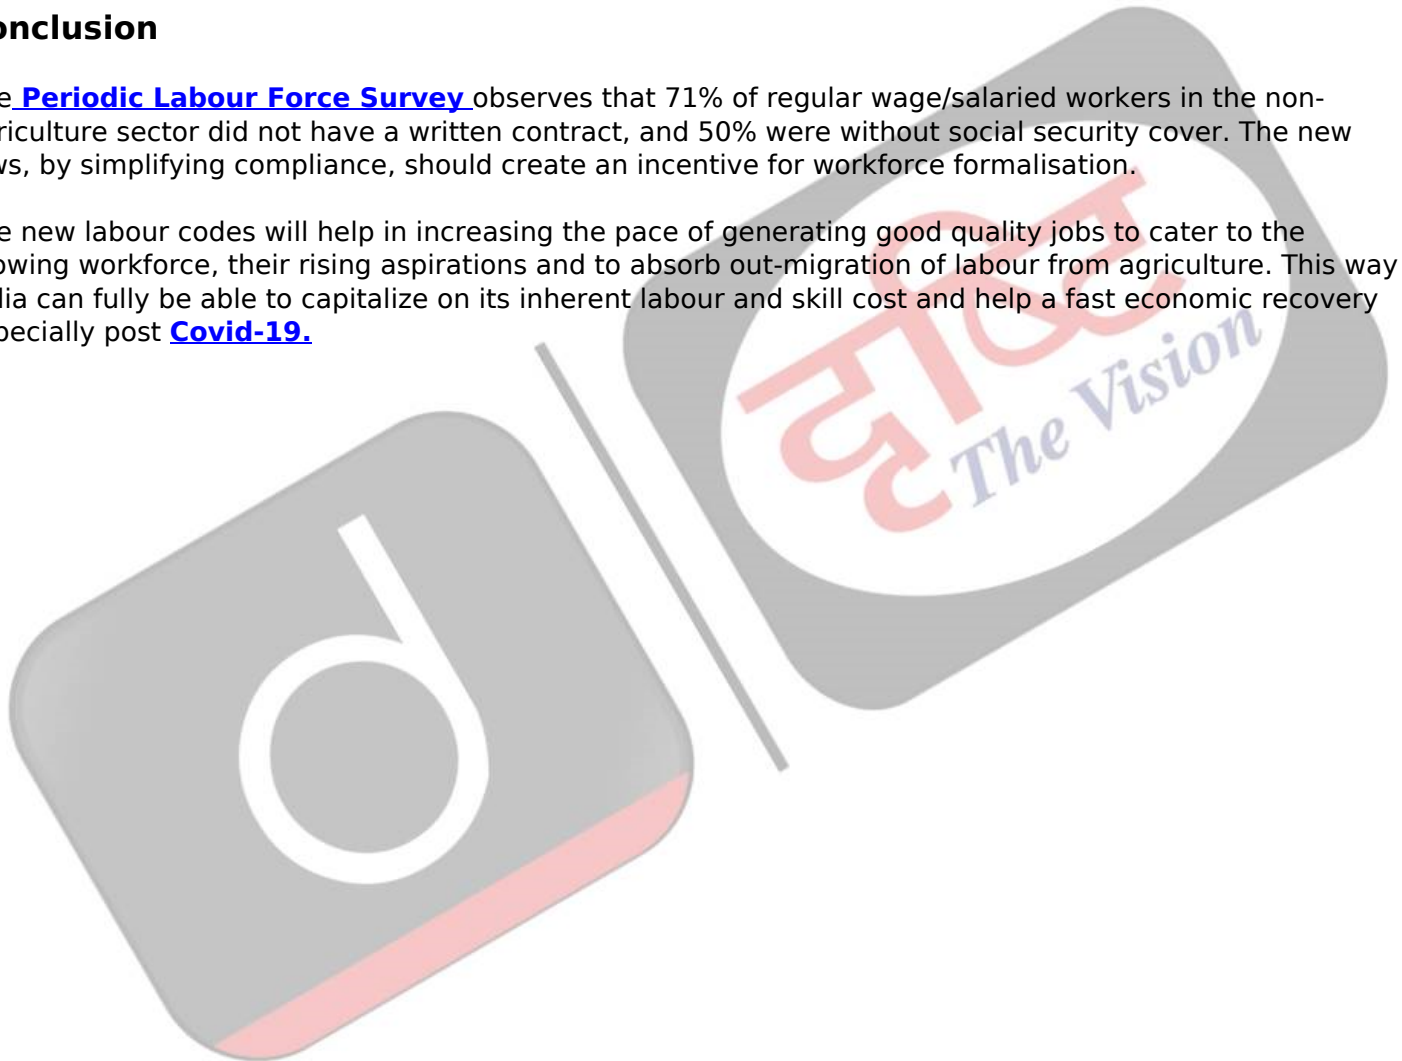 onclusion
e Periodic Labour Force Survey observes that 71% of regular wage/salaried workers in the non-
riculture sector did not have a written contract, and 50% were without social security cover. The new
ws, by simplifying compliance, should create an incentive for workforce formalisation.
e new labour codes will help in increasing the pace of generating good quality jobs to cater to the
owing workforce, their rising aspirations and to absorb out-migration of labour from agriculture. This way
dia can fully be able to capitalize on its inherent labour and skill cost and help a fast economic recovery
pecially post Covid-19.
दृष्टि
The Vision
d